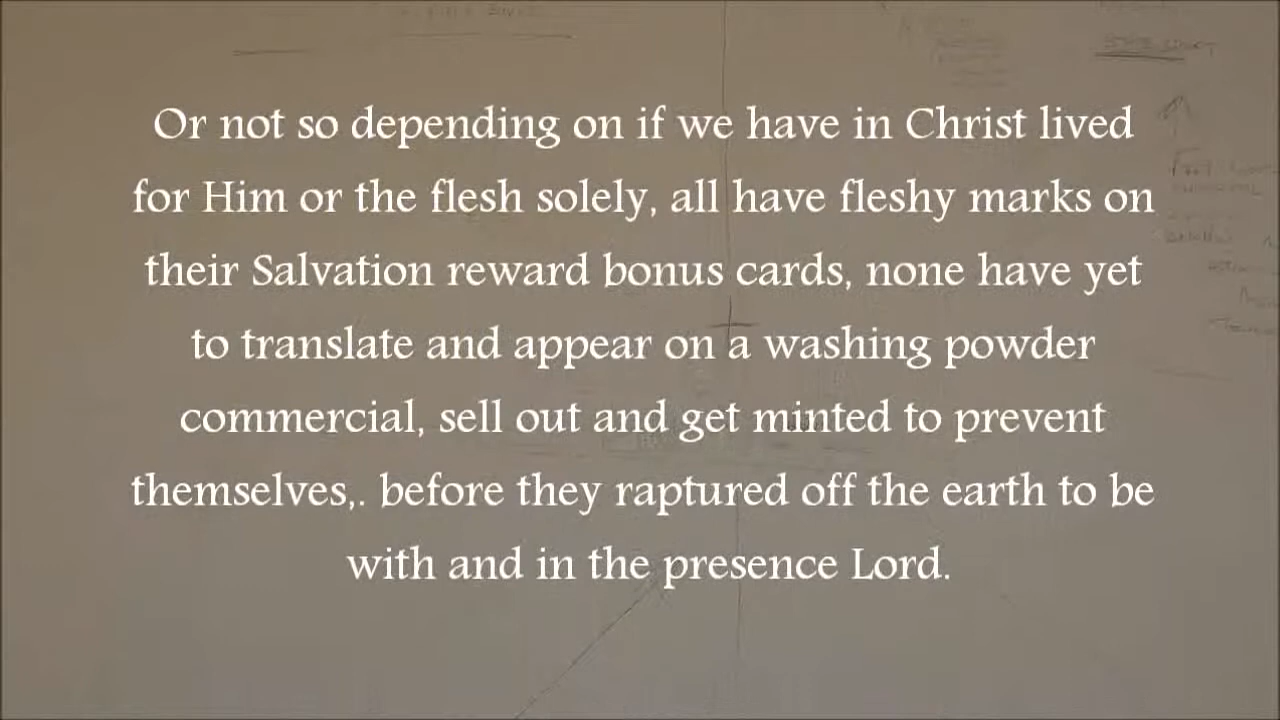 Or not so depending on if we have in Christ lived
for Him or the flesh solely, all have fleshy marks on
their Salvation reward bonus cards, none have yet
to translate and appear on a washing powder
commercial, sell out and get minted to prevent
themselves,. before they raptured off the earth to be
with and in the presence Lord.